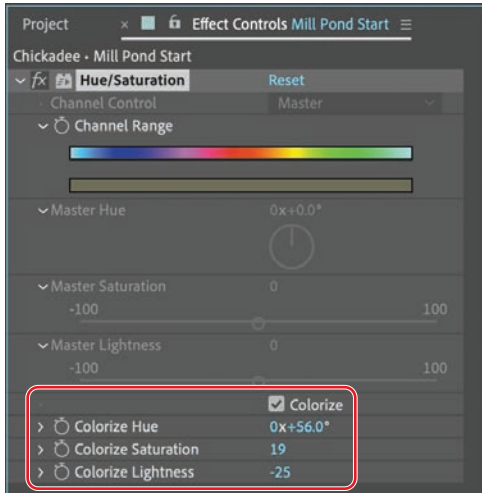 Project × Effect Controls Mill Pond Start
Chickadee • Mill Pond Start
fx Hue/Saturation Reset
Channel Control Master
Channel Range
Master Hue 0x+0.0°
Master Saturation 0
-100 100
Master Lightness 0
-100 100
Colorize
Colorize Hue 0x+56.0°
Colorize Saturation 19
Colorize Lightness -25